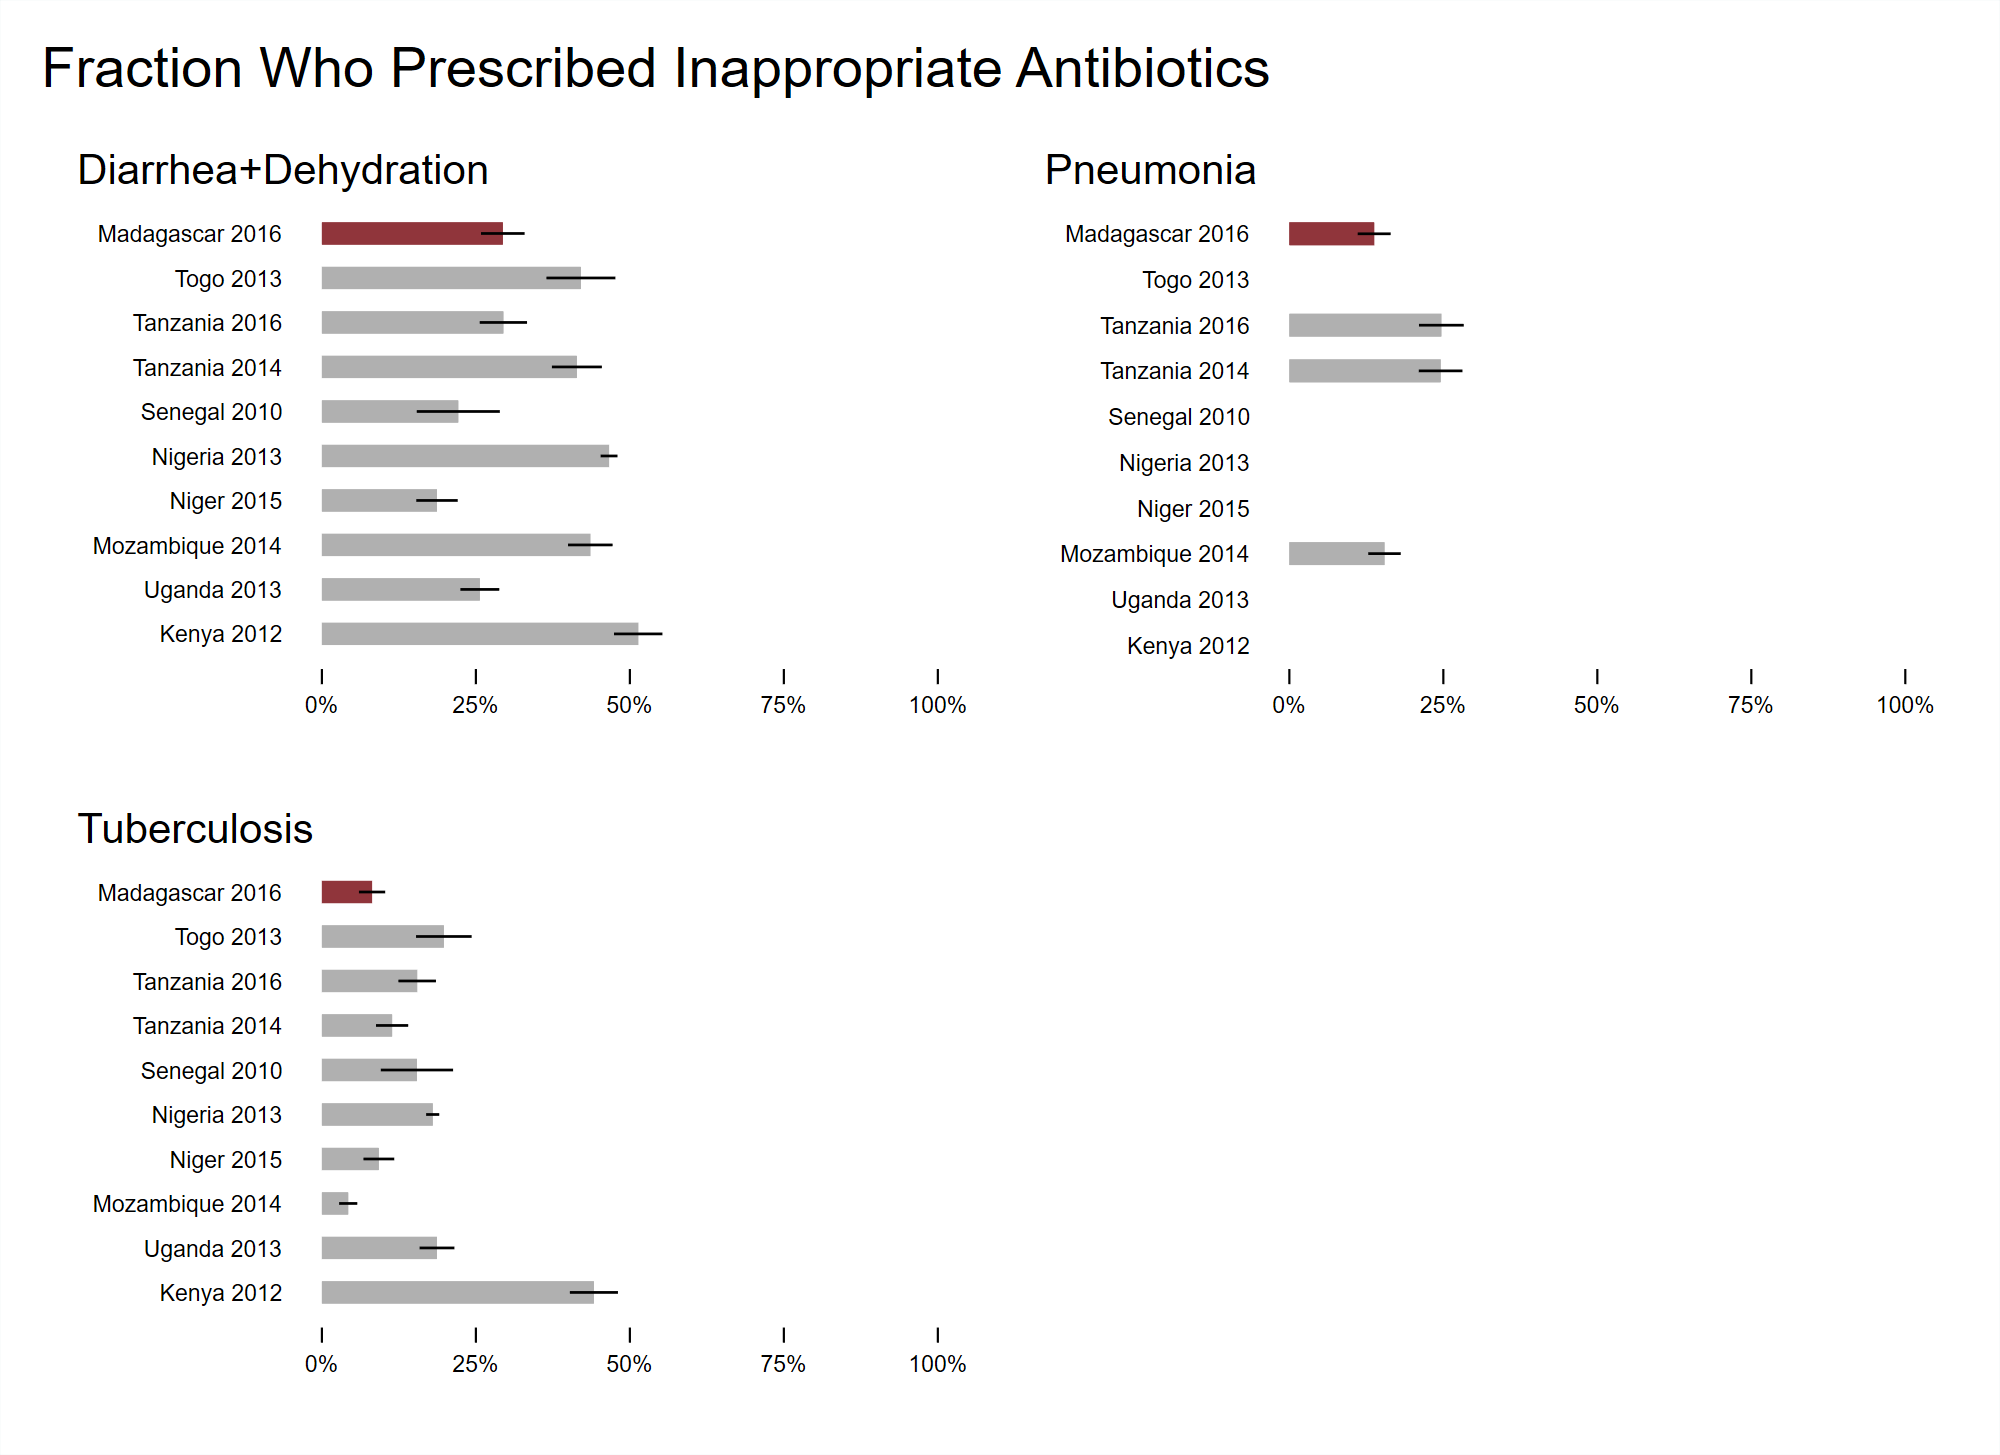 Fraction Who Prescribed Inappropriate Antibiotics
Diarrhea+Dehydration
Madagascar 2016
Togo 2013
Tanzania 2016
Tanzania 2014
Senegal 2010
Nigeria 2013
Niger 2015
Mozambique 2014
Uganda 2013
Kenya 2012
0% 25% 50% 75% 100%
Pneumonia
Madagascar 2016
Togo 2013
Tanzania 2016
Tanzania 2014
Senegal 2010
Nigeria 2013
Niger 2015
Mozambique 2014
Uganda 2013
Kenya 2012
0% 25% 50% 75% 100%
Tuberculosis
Madagascar 2016
Togo 2013
Tanzania 2016
Tanzania 2014
Senegal 2010
Nigeria 2013
Niger 2015
Mozambique 2014
Uganda 2013
Kenya 2012
0% 25% 50% 75% 100%